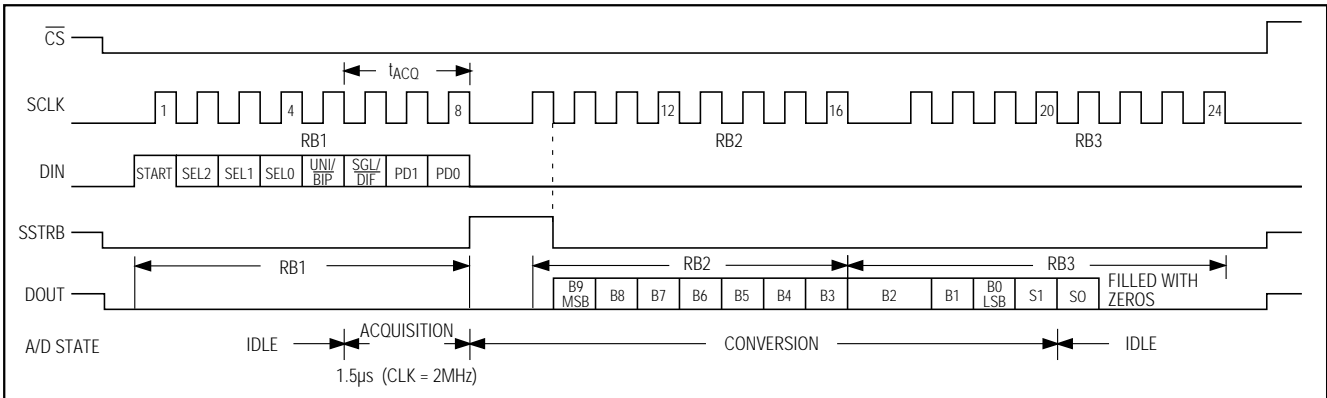 CS
tACQ
SCLK 1 4 8 12 16 20 24
RB1 RB2 RB3
DIN START SEL2 SEL1 SEL0 UNI/BIP SGL/DIF PD1 PD0
SSTRB
RB1 RB2 RB3
DOUT B9 MSB B8 B7 B6 B5 B4 B3 B2 B1 B0 LSB S1 S0 FILLED WITH ZEROS
A/D STATE IDLE ACQUISITION CONVERSION IDLE
1.5µs (CLK = 2MHz)